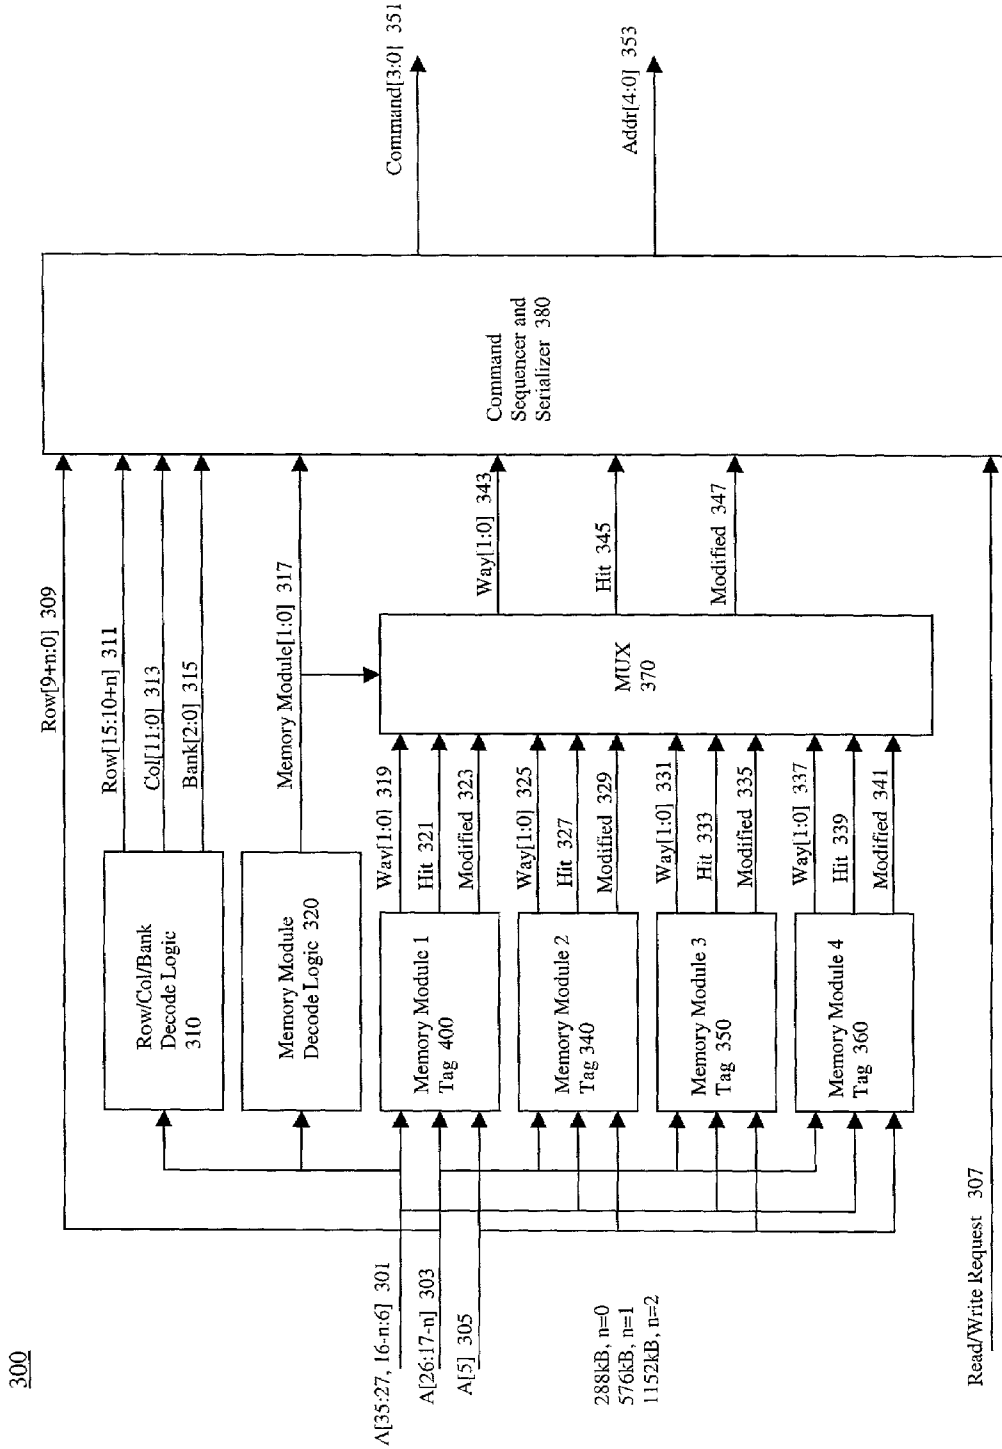 300
A[35:27, 16-n:6] 301
A[26:17-n] 303
A[5] 305
288kB, n=0
576kB, n=1
1152kB, n=2
Read/Write Request 307
Row/Col/Bank
Decode Logic
310
Memory Module
Decode Logic 320
Memory Module 1
Tag 400
Memory Module 2
Tag 340
Memory Module 3
Tag 350
Memory Module 4
Tag 360
Row[9+n:0] 309
Row[15:10+n] 311
Col[11:0] 313
Bank[2:0] 315
Memory Module[1:0] 317
Way[1:0] 319
Hit 321
Modified 323
Way[1:0] 325
Hit 327
Modified 329
Way[1:0] 331
Hit 333
Modified 335
Way[1:0] 337
Hit 339
Modified 341
MUX
370
Way[1:0] 343
Hit 345
Modified 347
Command
Sequencer and
Serializer 380
Command[3:0] 351
Addr[4:0] 353